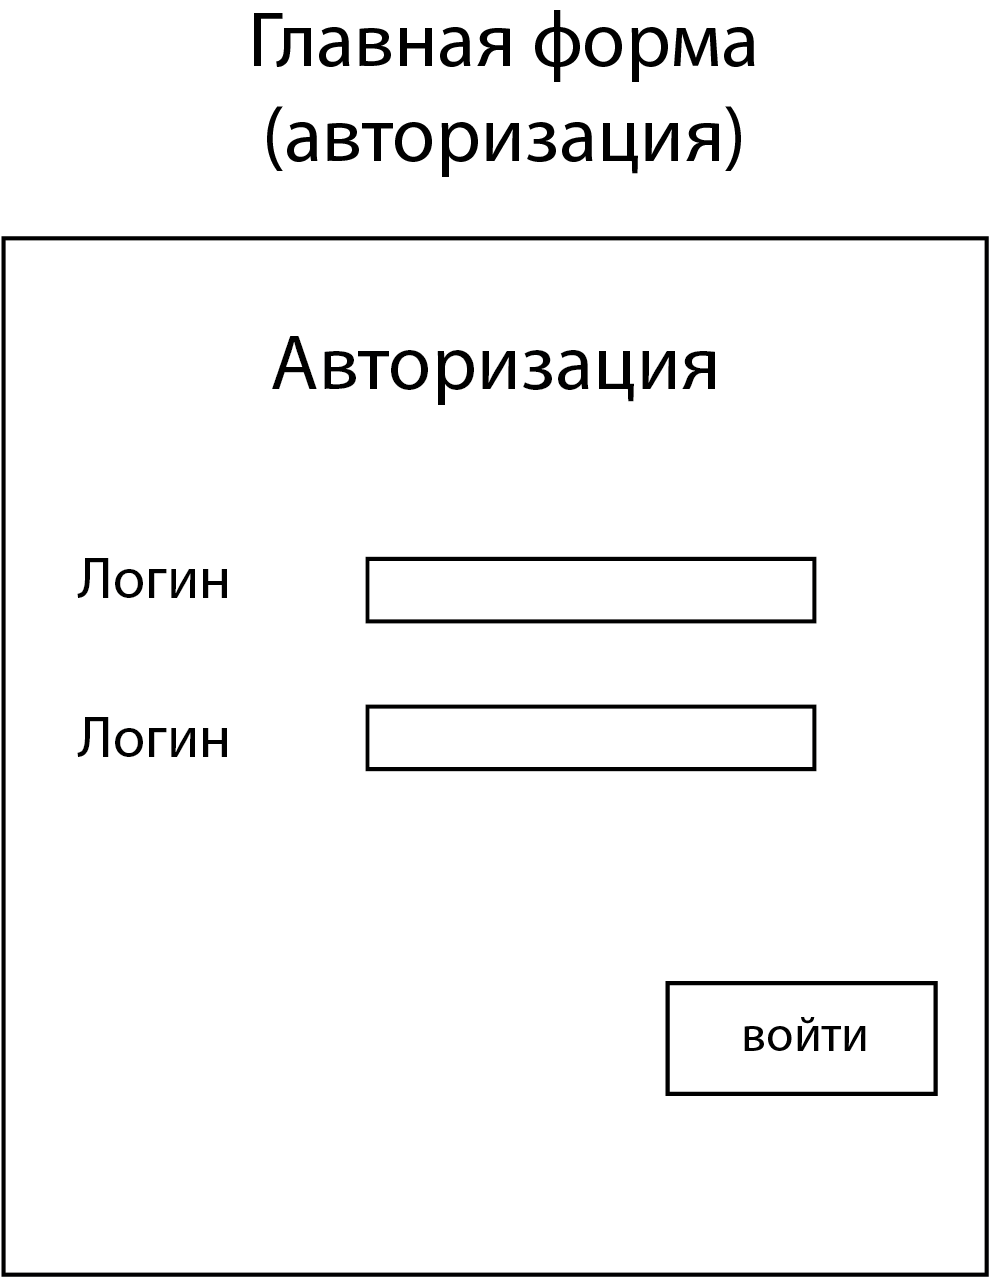 Главная форма
(авторизация)
Авторизация
Логин
Логин
войти